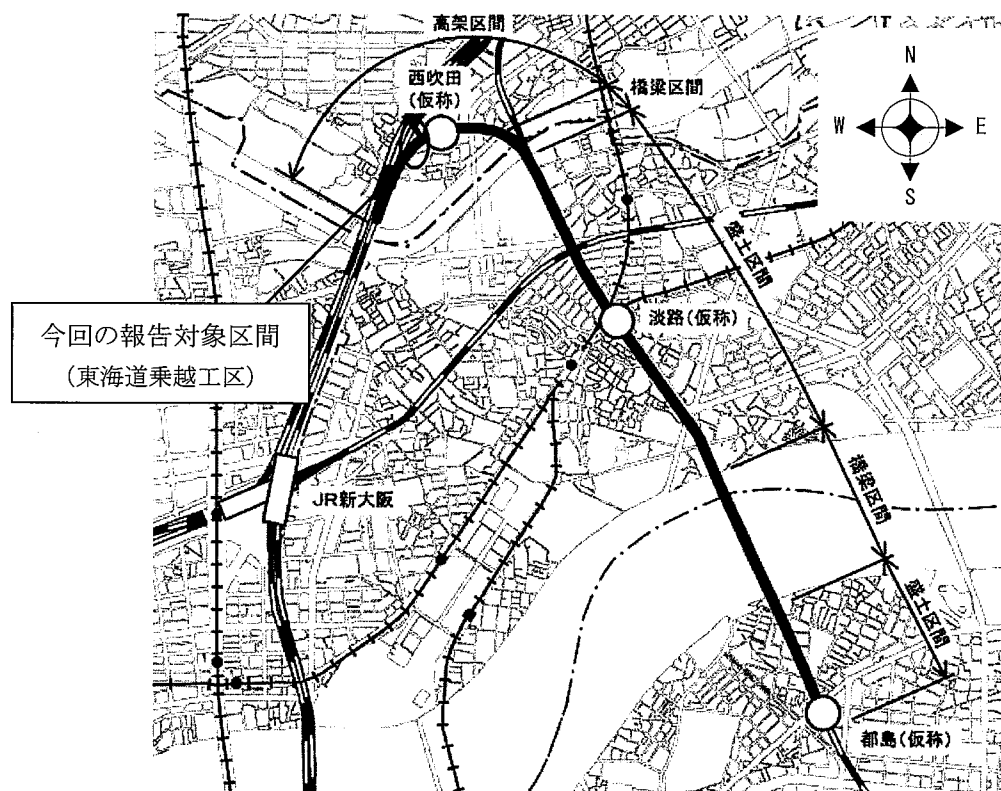 高架区間
西吹田
(仮称)
橋梁区間
N
W
E
S
盛土区間
今回の報告対象区間
(東海道乗越工区)
淡路(仮称)
JR新大阪
橋梁区間
盛土区間
都島(仮称)